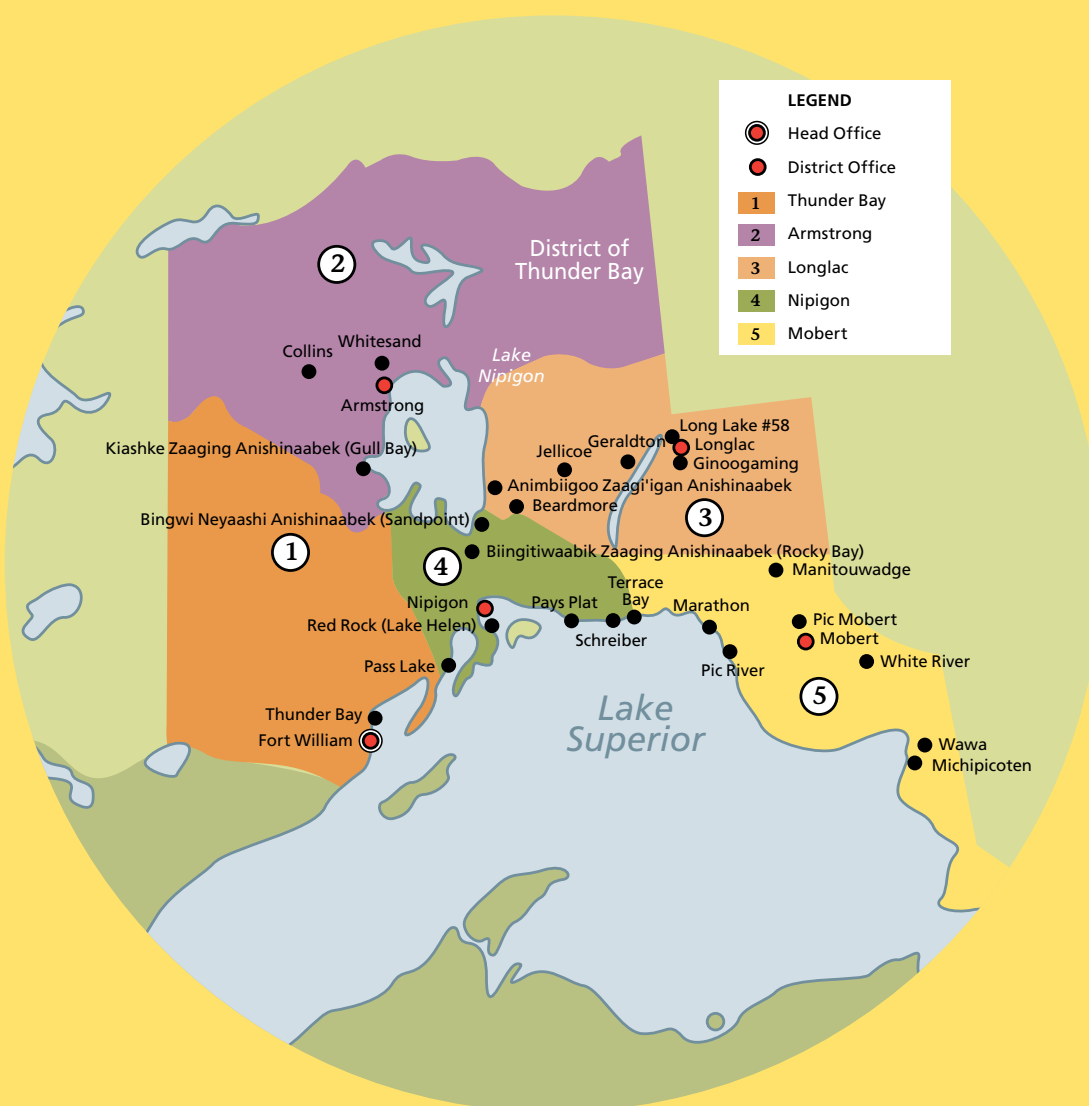 LEGEND
Head Office
District Office
1 Thunder Bay
2 Armstrong
3 Longlac
4 Nipigon
5 Mobert
District of
Thunder Bay
2
Whitesand
Collins
Lake
Nipigon
Armstrong
Long Lake #58
Geraldton
Longlac
Kiashke Zaaging Anishinaabek (Gull Bay)
Jellicoe
Ginoogaming
Animbiigoo Zaagi'igan Anishinaabek
Beardmore
3
Bingwi Neyaashi Anishinaabek (Sandpoint)
1
Biingitiwaabik Zaaging Anishinaabek (Rocky Bay)
4
Manitouwadge
Terrace
Bay
Nipigon
Pays Plat
Marathon
Pic Mobert
Red Rock (Lake Helen)
Schreiber
Mobert
White River
Pass Lake
Pic River
5
Lake
Superior
Thunder Bay
Fort William
Wawa
Michipicoten